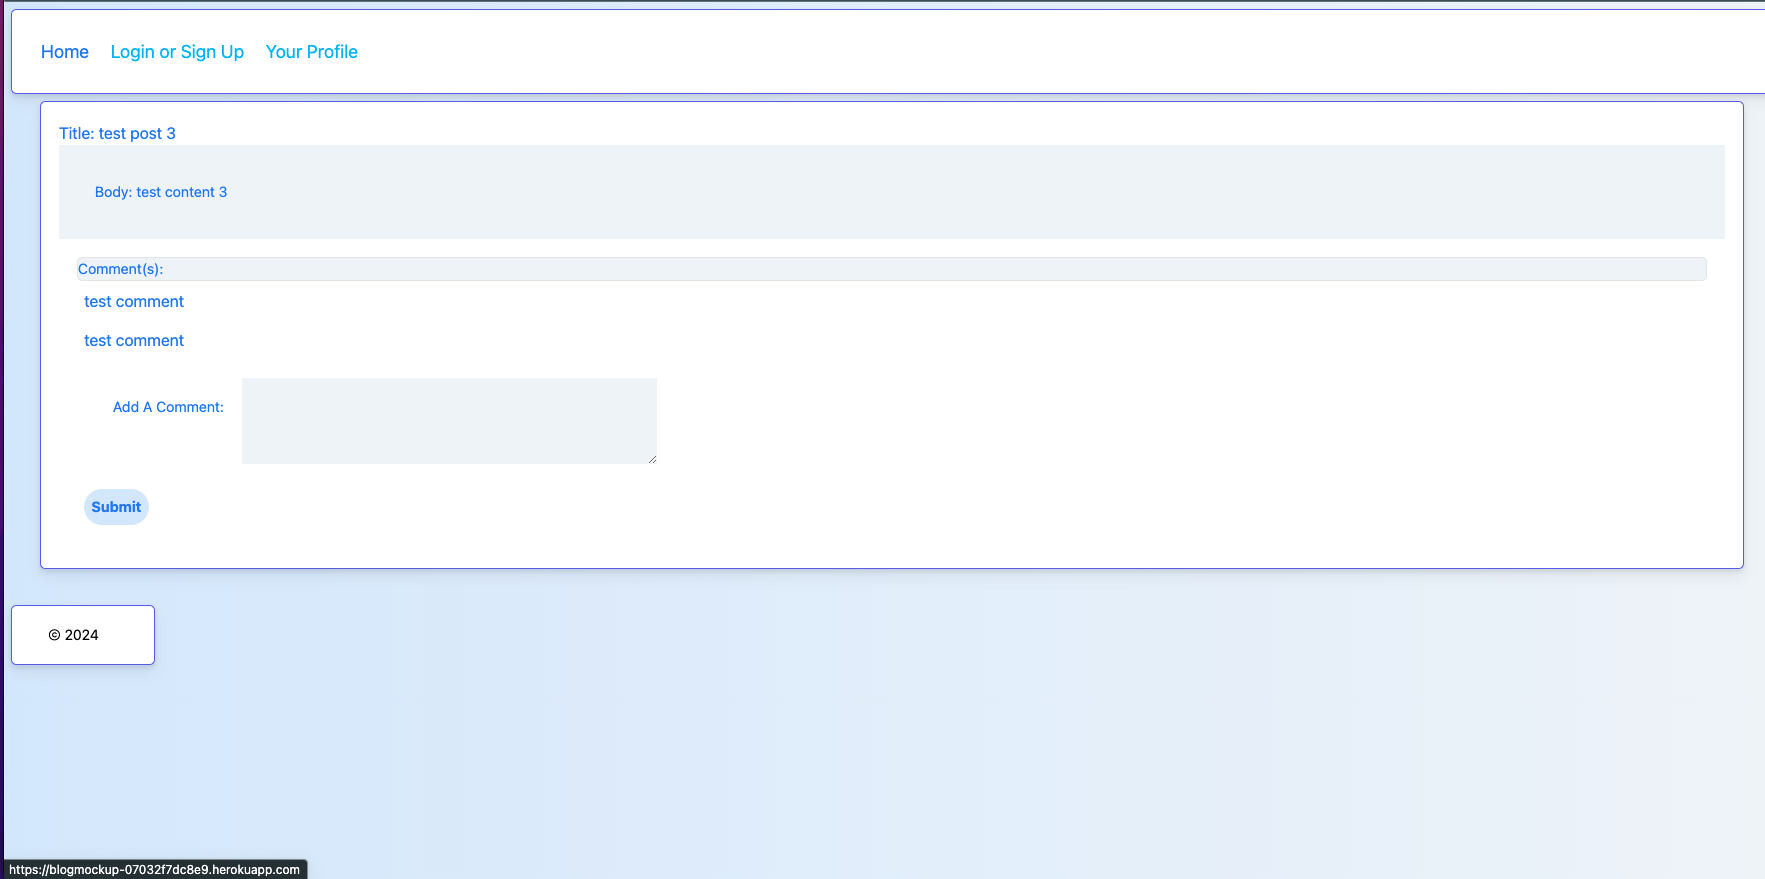 Home Login or Sign Up Your Profile
Title: test post 3
Body: test content 3
Comment(s):
test comment
test comment
Add A Comment:
Submit
© 2024
https://blogmockup-07032f7dc8e9.herokuapp.com